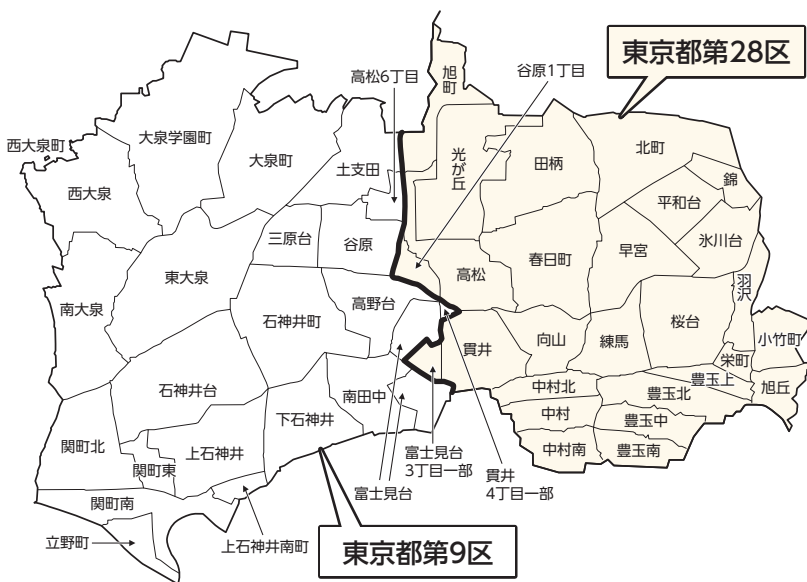 東京都第28区
高松6丁目
谷原1丁目
旭町
西大泉町
大泉学園町
大泉町
土支田
光が丘
田柄
北町
錦
平和台
氷川台
西大泉
三原台
谷原
高松
春日町
早宮
羽沢
南大泉
東大泉
石神井町
高野台
貫井
向山
練馬
桜台
小竹町
栄町
豊玉上
旭丘
石神井台
下石神井
南田中
中村北
豊玉北
中村
豊玉中
中村南
豊玉南
関町北
関町東
上石神井
富士見台
富士見台
3丁目一部
貫井
4丁目一部
関町南
立野町
上石神井南町
東京都第9区